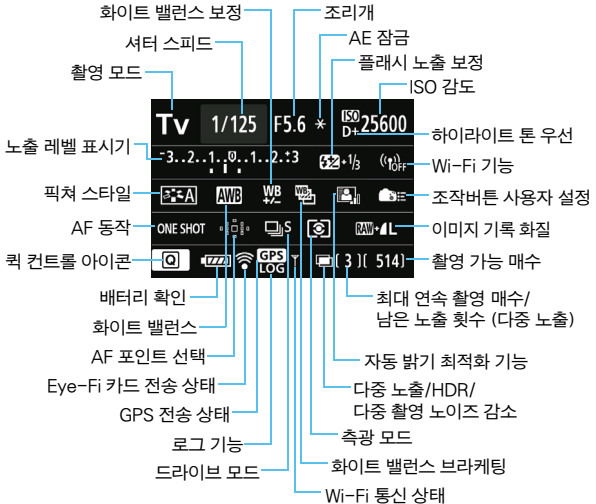 화이트 밸런스 보정
조리개
셔터 스피드
AE 잠금
플래시 노출 보정
촬영 모드
ISO 감도
Tv 1/125 F5.6 * ISO D+ 25600
하이라이트 톤 우선
노출 레벨 표시기
-3..2..1..0..1..2.+3 +1/3 OFF
Wi-Fi 기능
픽쳐 스타일
A AWB WB +/- WB
조작버튼 사용자 설정
AF 동작
ONE SHOT S RAW+L
이미지 기록 화질
퀵 컨트롤 아이콘
Q GPS LOG ( 3 )( 514)
촬영 가능 매수
배터리 확인
최대 연속 촬영 매수/
남은 노출 횟수 (다중 노출)
화이트 밸런스
AF 포인트 선택
자동 밝기 최적화 기능
Eye-Fi 카드 전송 상태
다중 노출/HDR/
다중 촬영 노이즈 감소
GPS 전송 상태
측광 모드
로그 기능
화이트 밸런스 브라케팅
드라이브 모드
Wi-Fi 통신 상태